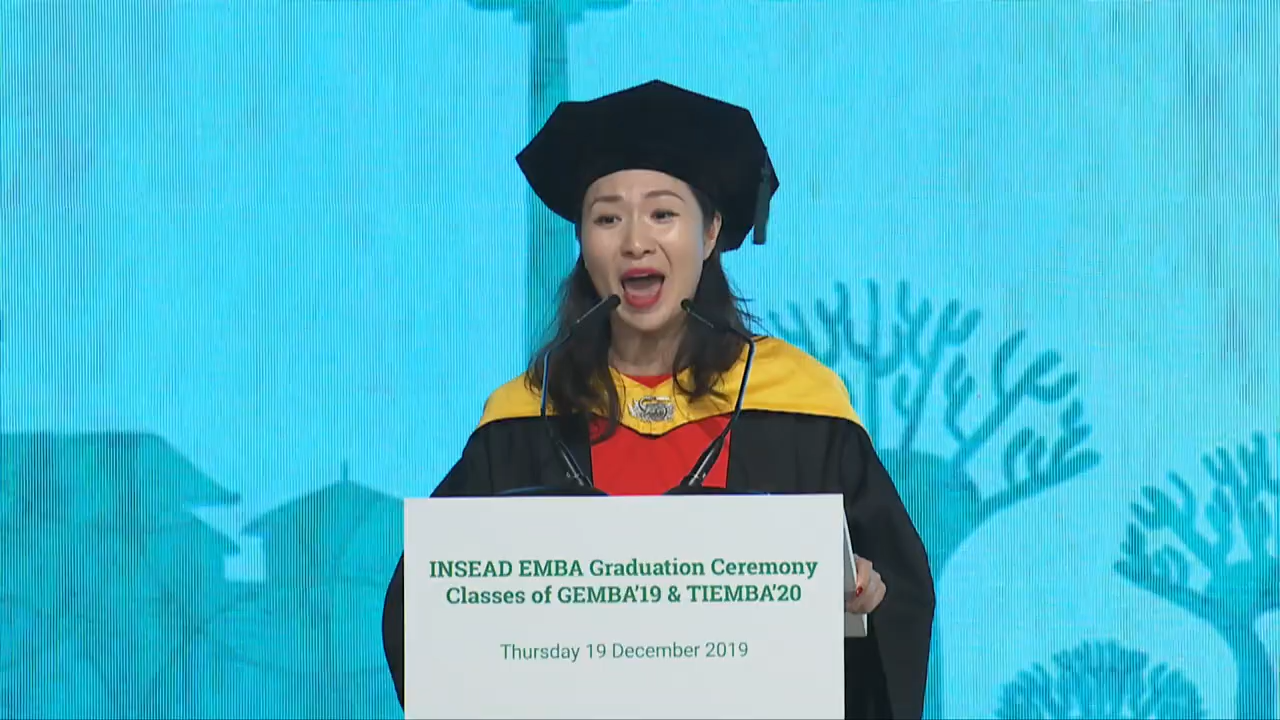 INSEAD EMBA Graduation Ceremony
Classes of GEMBA'19 & TIEMBA'20
Thursday 19 December 2019